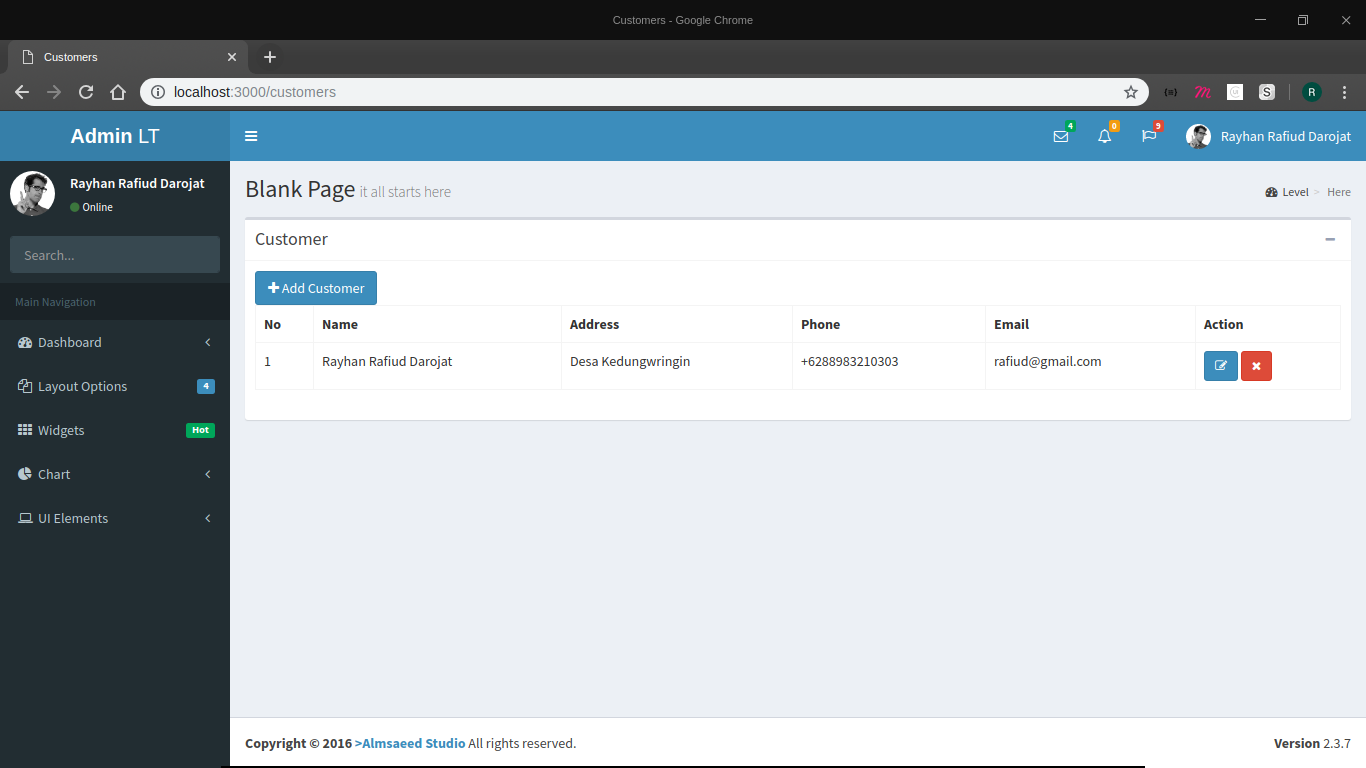 Customers - Google Chrome
Customers
localhost:3000/customers
{≡}
S
R
Admin LT
4
0
9
Rayhan Rafiud Darojat
Rayhan Rafiud Darojat
Online
Blank Page it all starts here
Level > Here
Search...
Customer
Main Navigation
Add Customer
Dashboard
Layout Options 4
Widgets Hot
Chart
UI Elements
No Name Address Phone Email Action
1 Rayhan Rafiud Darojat Desa Kedungwringin +6288983210303 rafiud@gmail.com
Copyright © 2016 >Almsaeed Studio All rights reserved.
Version 2.3.7